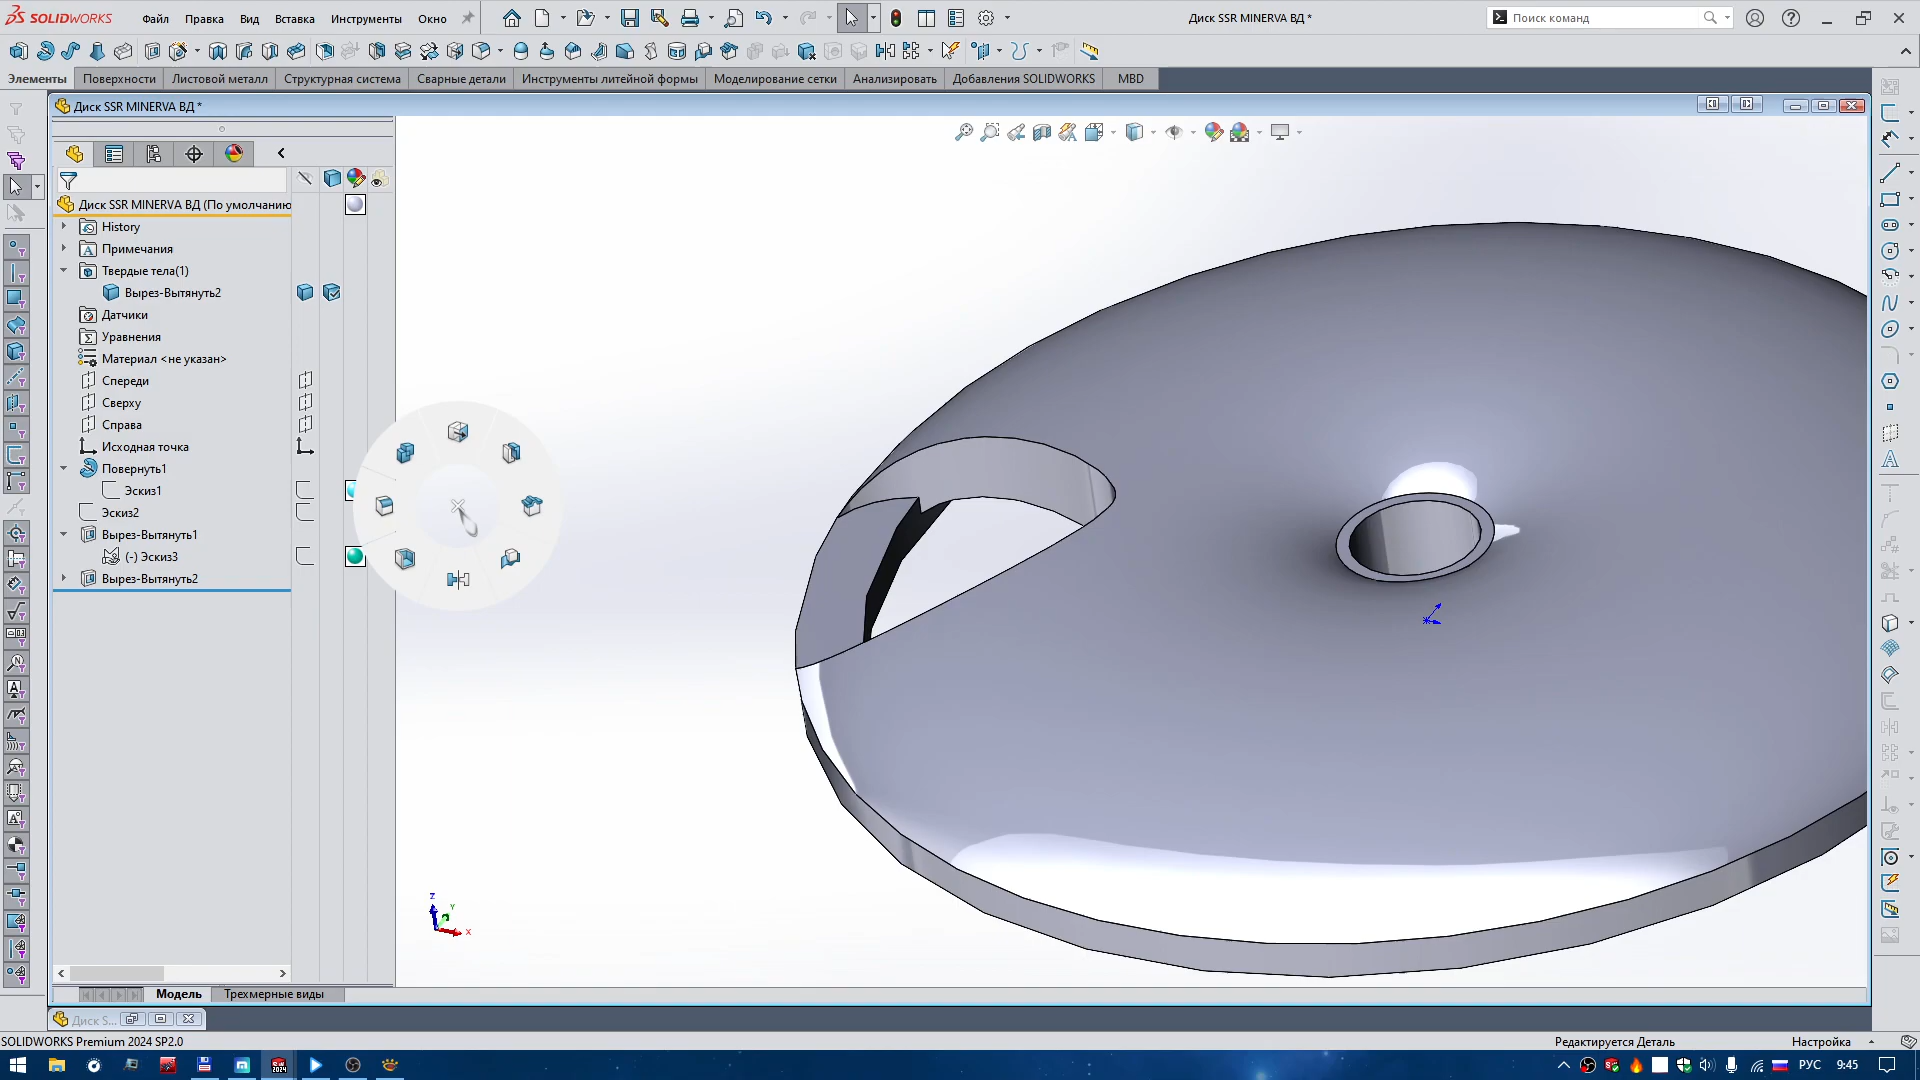 SOLIDWORKS
Файл Правка Вид Вставка Инструменты Окно
Диск SSR MINERVA ВД *
Поиск команд
Элементы Поверхности Листовой металл Структурная система Сварные детали Инструменты литейной формы Моделирование сетки Анализировать Добавления SOLIDWORKS MBD
Диск SSR MINERVA ВД *
Диск SSR MINERVA ВД (По умолчанию
History
Примечания
Твердые тела(1)
Вырез-Вытянуть2
Датчики
Уравнения
Материал <не указан>
Спереди
Сверху
Справа
Исходная точка
Повернуть1
Эскиз1
Эскиз2
Вырез-Вытянуть1
(-) Эскиз3
Вырез-Вытянуть2
Z
Y
X
Модель Трехмерные виды
Диск S...
SOLIDWORKS Premium 2024 SP2.0
Редактируется Деталь
Настройка
РУС
9:45